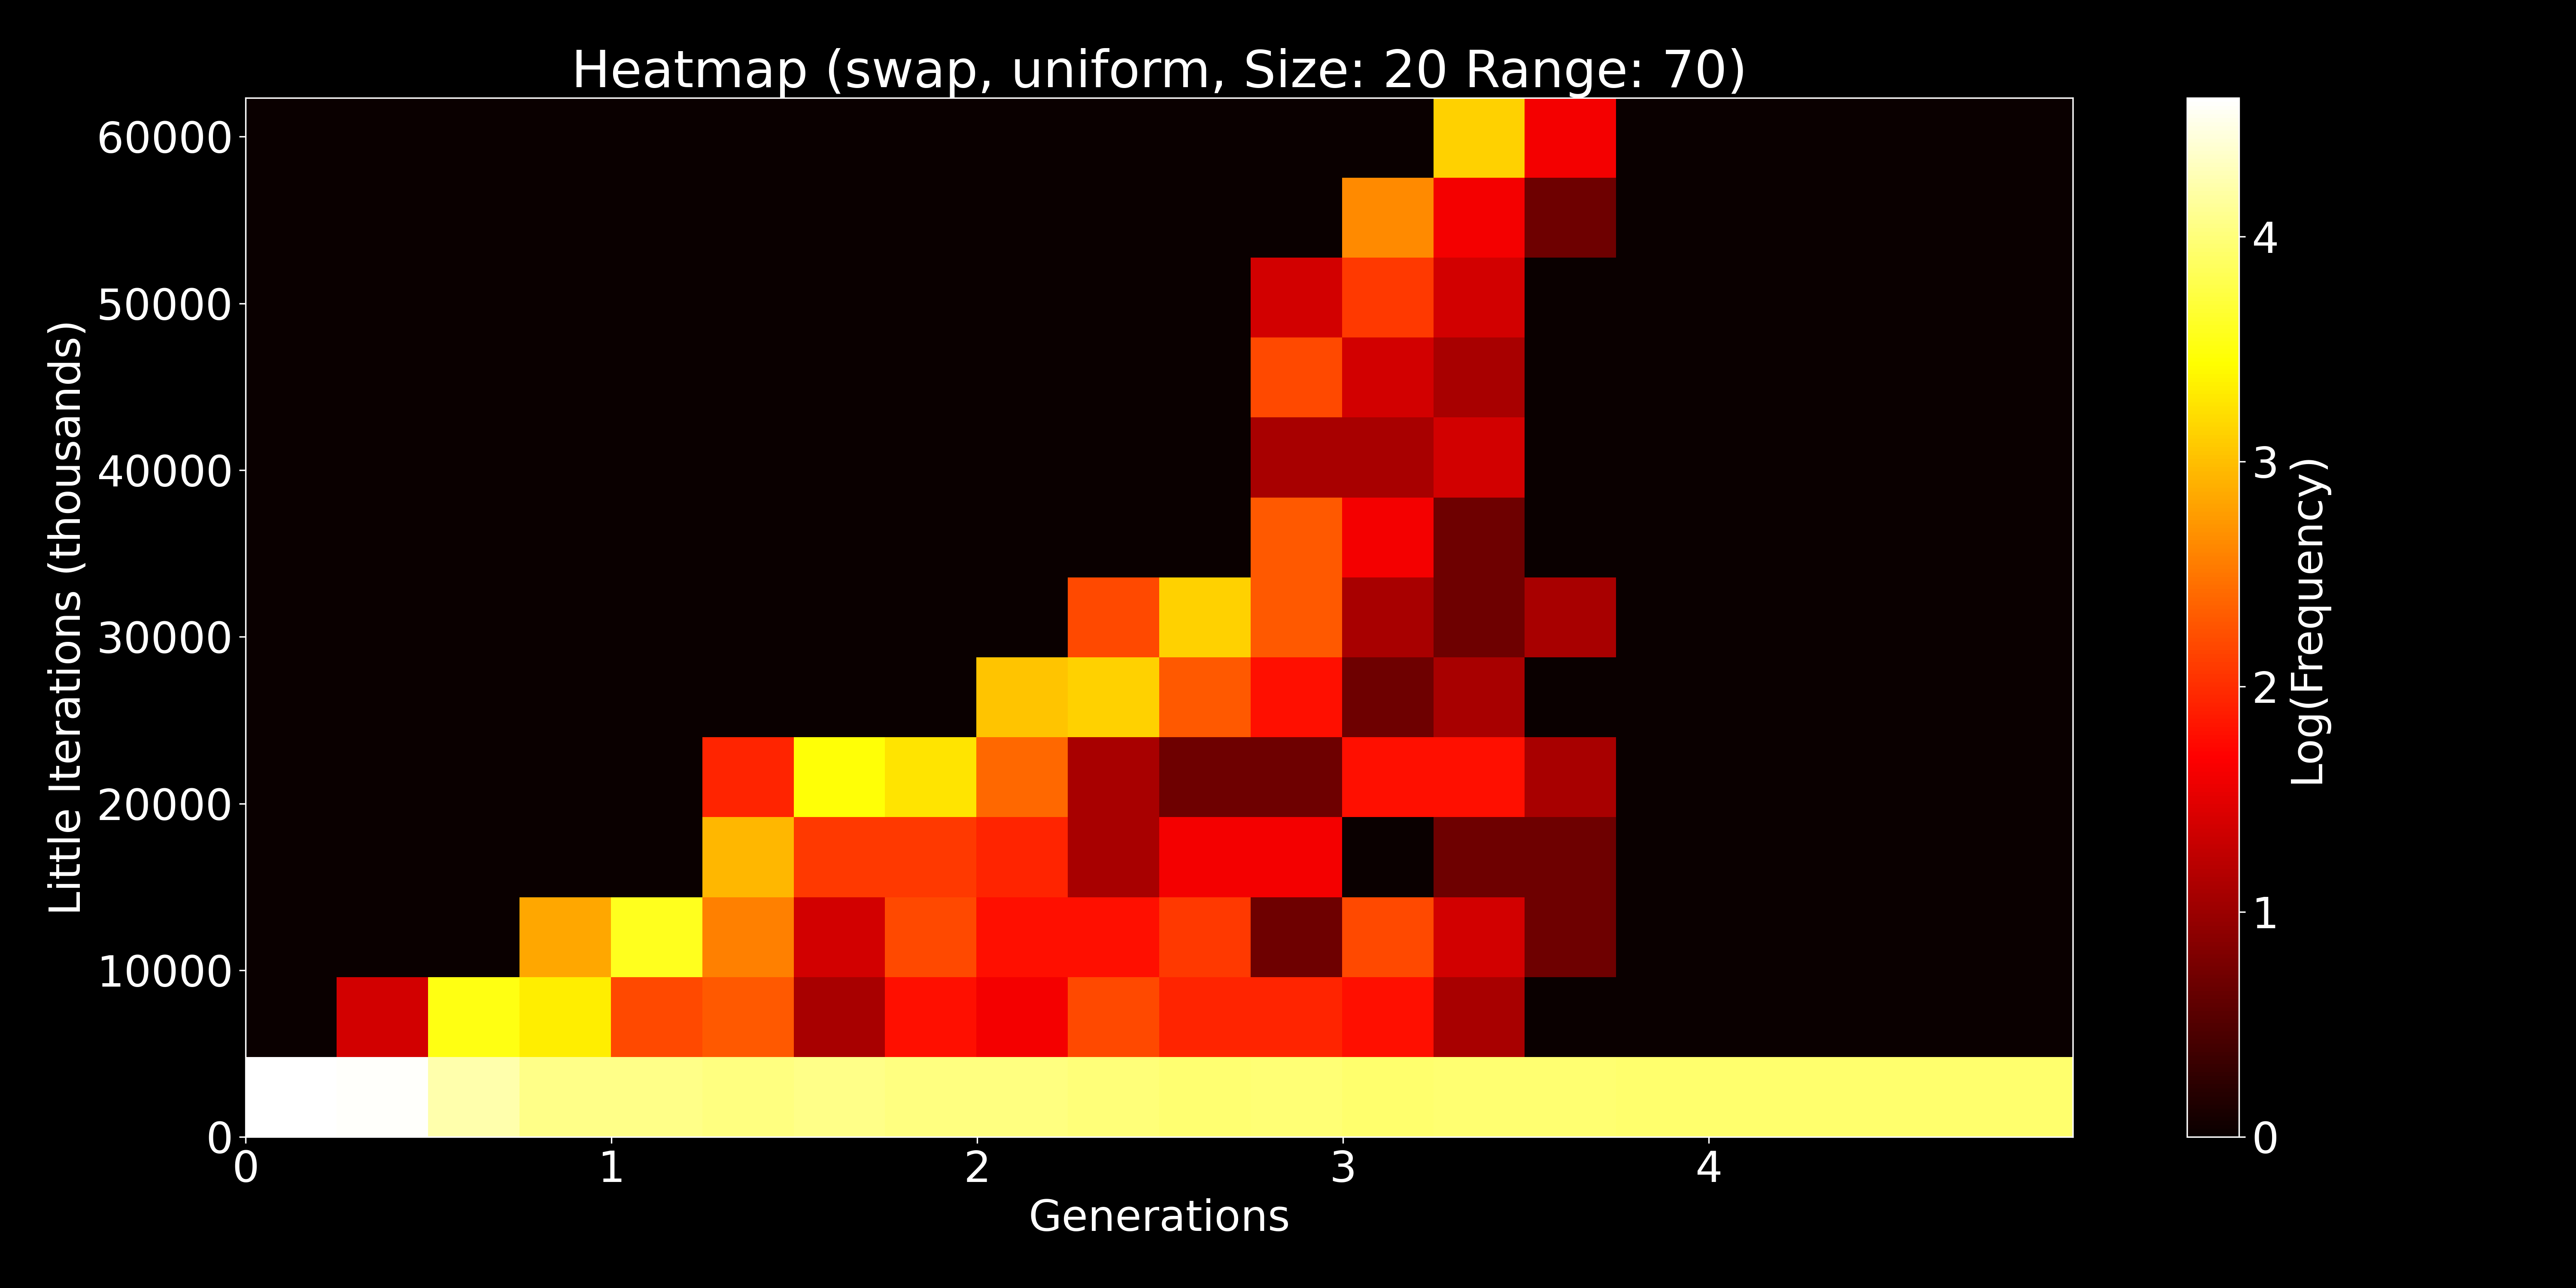 Heatmap (swap, uniform, Size: 20 Range: 70)
Little Iterations (thousands)
60000
50000
40000
30000
20000
10000
0
0 1 2 3 4
Generations
4
3
2
1
0
Log(Frequency)